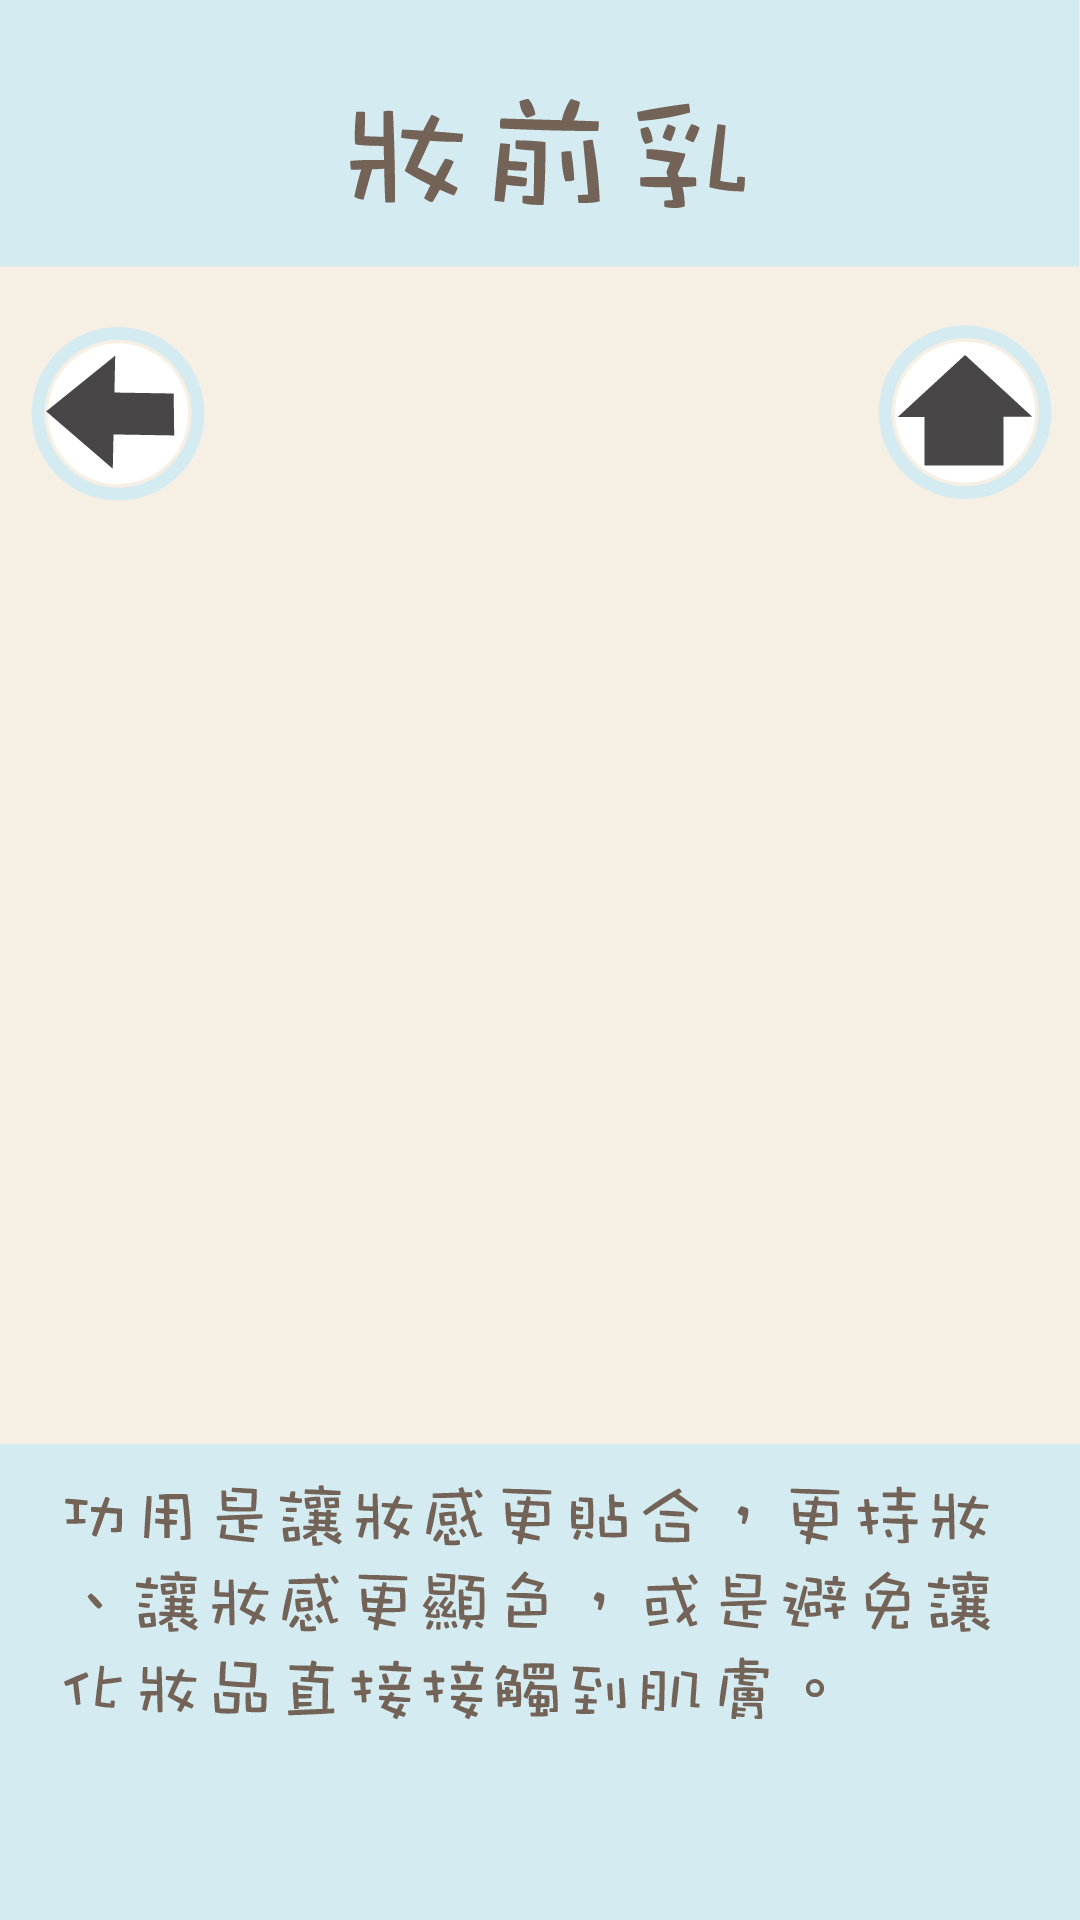 妝前乳
功用是讓妝感更貼合，更持妝
、讓妝感更顯色，或是避免讓
化妝品直接接觸到肌膚。